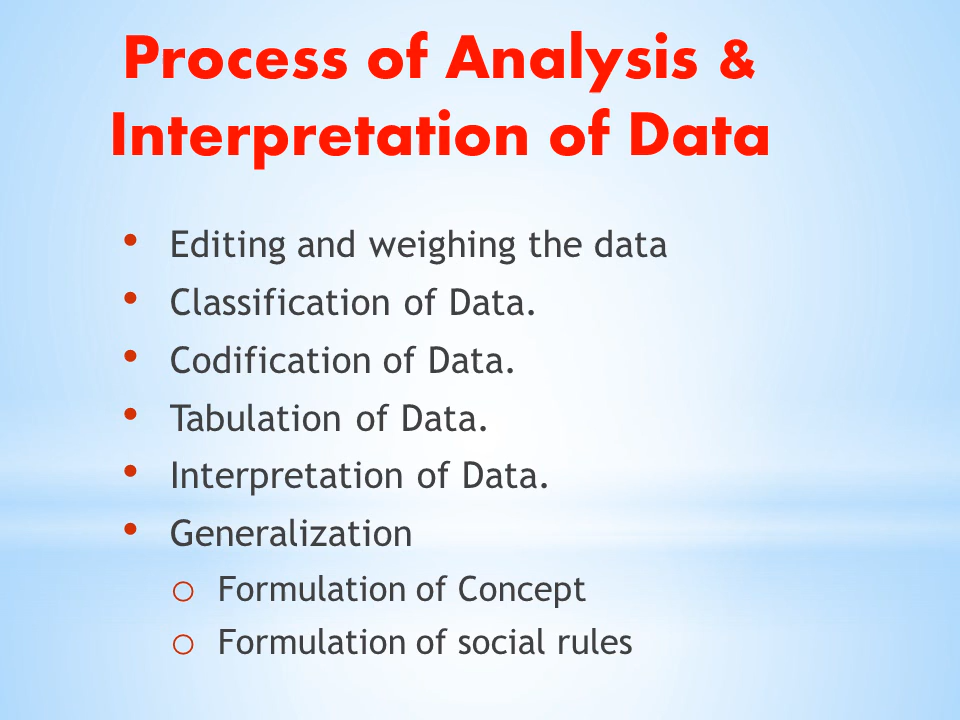 Process of Analysis &
Interpretation of Data
• Editing and weighing the data
• Classification of Data.
• Codification of Data.
• Tabulation of Data.
• Interpretation of Data.
• Generalization
o Formulation of Concept
o Formulation of social rules